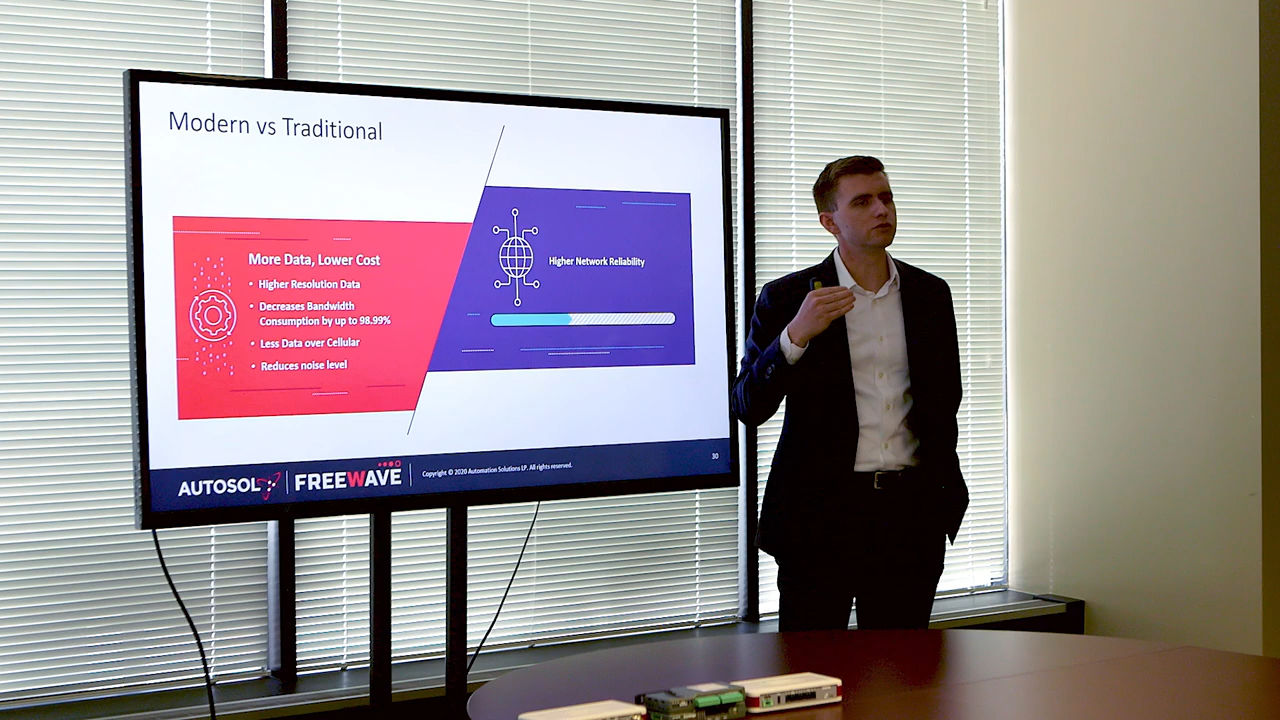 Modern vs Traditional
More Data, Lower Cost
• Higher Resolution Data
• Decreases Bandwidth
Consumption by up to 98.99%
• Less Data over Cellular
• Reduces noise level
Higher Network Reliability
AUTOSOL
FREEWAVE
Copyright © 2020 Automation Solutions LP. All rights reserved.
30